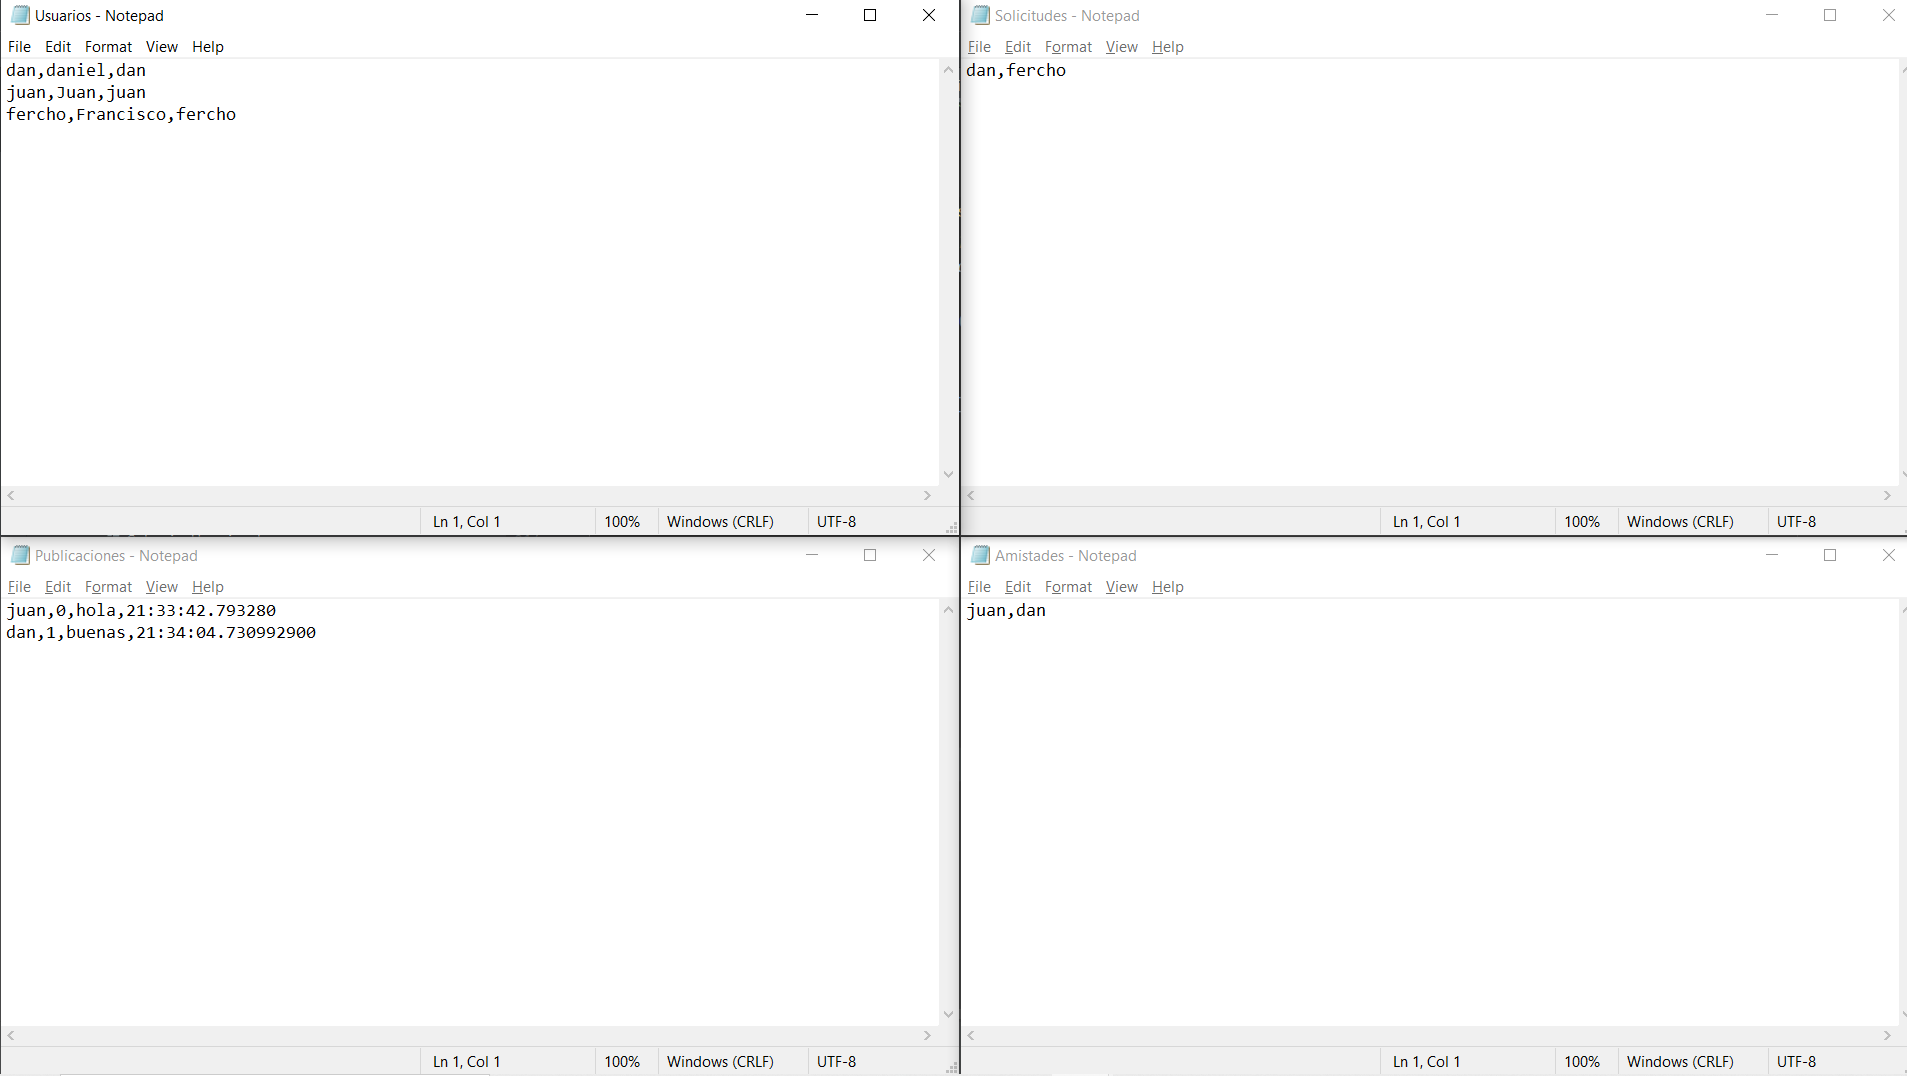 Usuarios - Notepad
File Edit Format View Help
dan,daniel,dan
juan,Juan,juan
fercho,Francisco,fercho
Ln 1, Col 1 100% Windows (CRLF) UTF-8
Solicitudes - Notepad
File Edit Format View Help
dan,fercho
Ln 1, Col 1 100% Windows (CRLF) UTF-8
Publicaciones - Notepad
File Edit Format View Help
juan,0,hola,21:33:42.793280
dan,1,buenas,21:34:04.730992900
Ln 1, Col 1 100% Windows (CRLF) UTF-8
Amistades - Notepad
File Edit Format View Help
juan,dan
Ln 1, Col 1 100% Windows (CRLF) UTF-8